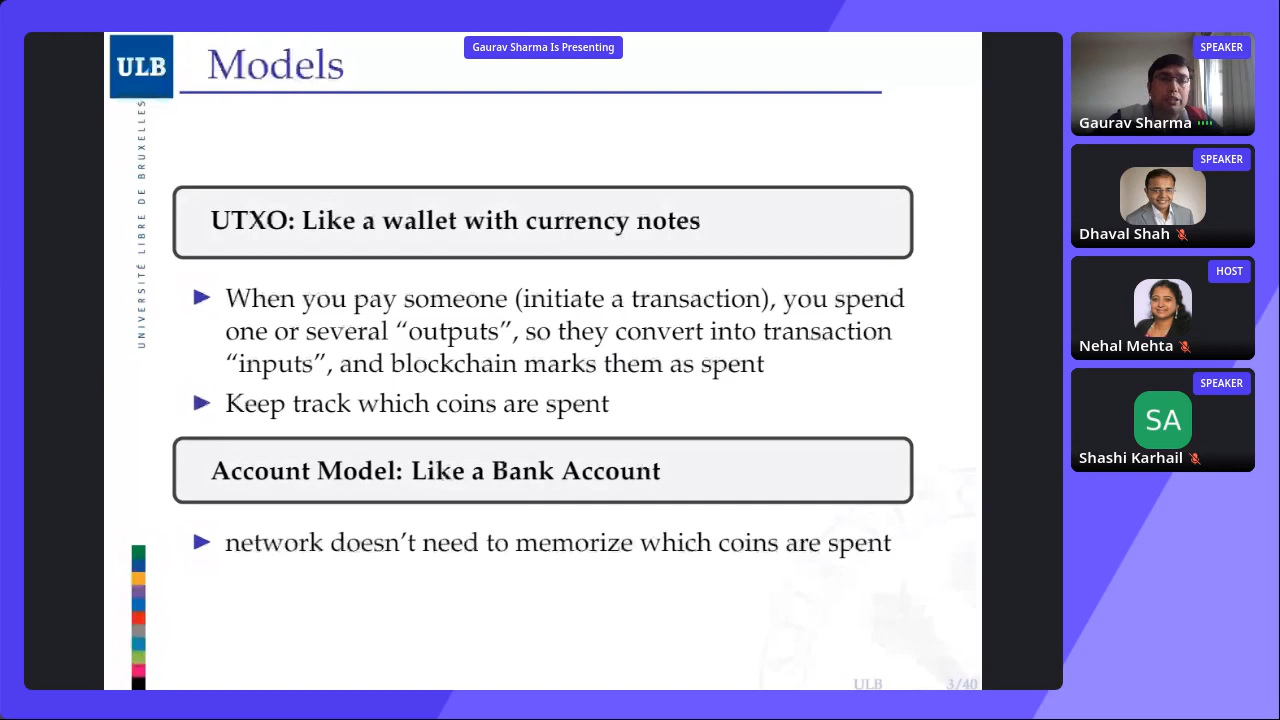 ULB
Models
Gaurav Sharma Is Presenting
UNIVERSITÉ LIBRE DE BRUXELLES
UTXO: Like a wallet with currency notes
When you pay someone (initiate a transaction), you spend
one or several “outputs”, so they convert into transaction
“inputs”, and blockchain marks them as spent
Keep track which coins are spent
Account Model: Like a Bank Account
network doesn’t need to memorize which coins are spent
ULB 3/40
SPEAKER
Gaurav Sharma
SPEAKER
Dhaval Shah
HOST
Nehal Mehta
SPEAKER
SA
Shashi Karhail